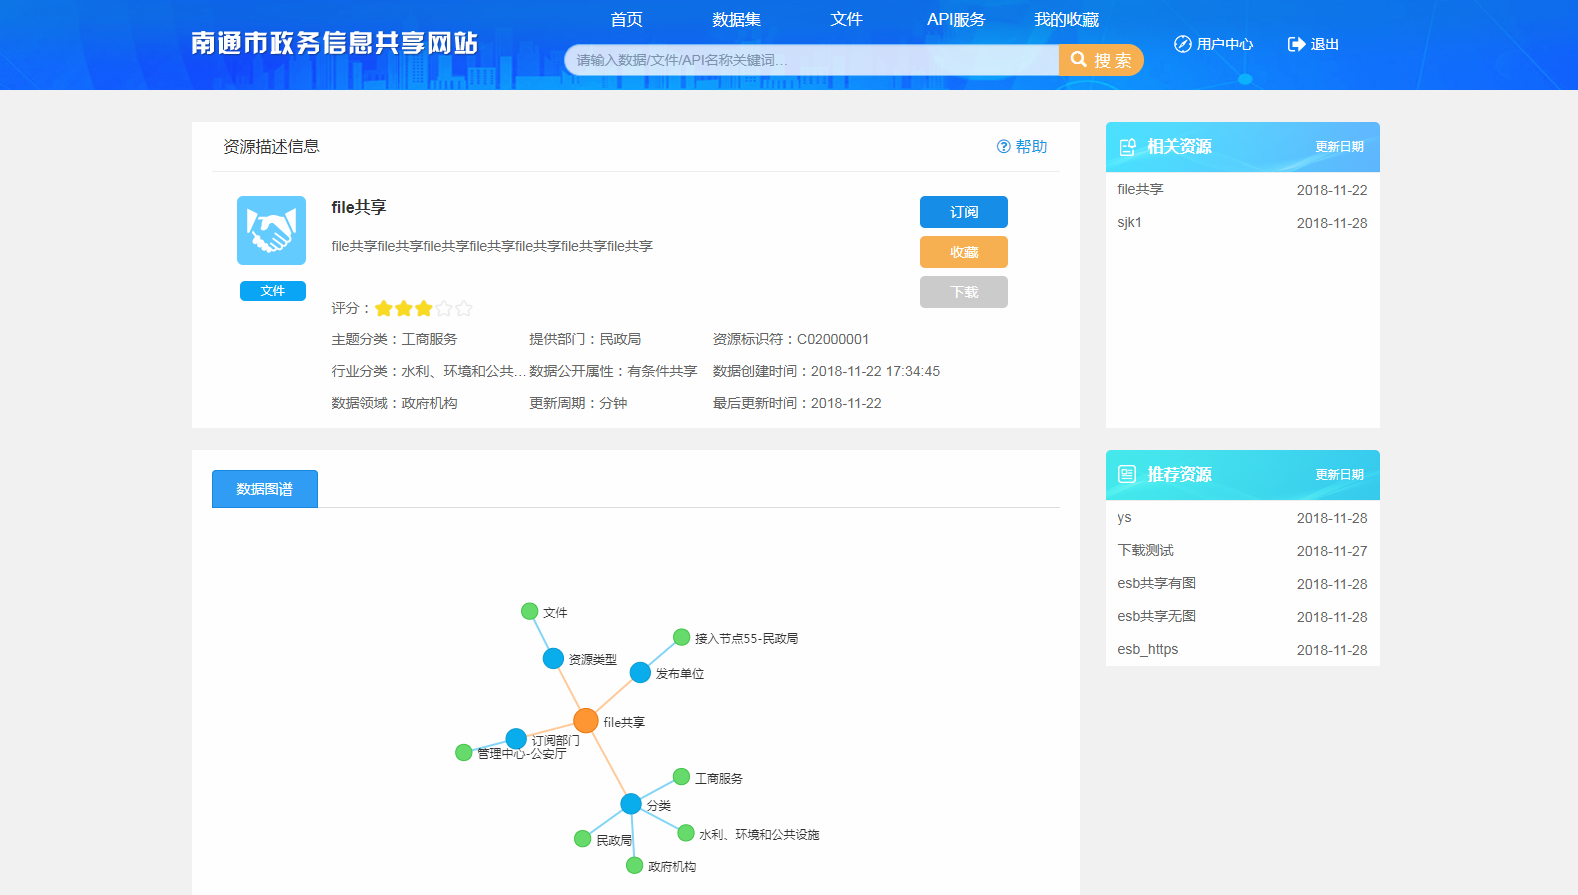 首页 数据集 文件 API服务 我的收藏
南通市政务信息共享网站
请输入数据/文件/API名称关键词...
搜 索
用户中心 退出
资源描述信息
帮助
file共享
file共享file共享file共享file共享file共享file共享file共享
文件
订阅
收藏
下载
评分：
主题分类：工商服务 提供部门：民政局 资源标识符：C02000001
行业分类：水利、环境和公共... 数据公开属性：有条件共享 数据创建时间：2018-11-22 17:34:45
数据领域：政府机构 更新周期：分钟 最后更新时间：2018-11-22
相关资源 更新日期
file共享 2018-11-22
sjk1 2018-11-28
数据图谱
文件
接入节点55-民政局
资源类型
发布单位
file共享
订阅部门
管理中心-公安厅
工商服务
分类
水利、环境和公共设施
民政局
政府机构
推荐资源 更新日期
ys 2018-11-28
下载测试 2018-11-27
esb共享有图 2018-11-28
esb共享无图 2018-11-28
esb_https 2018-11-28